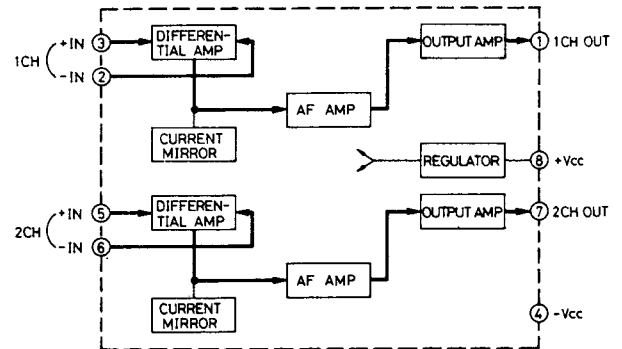 1CH
+IN
3
-IN
2
DIFFEREN-
TIAL AMP
CURRENT
MIRROR
AF AMP
OUTPUT AMP
1
1CH OUT
REGULATOR
8
+Vcc
2CH
+IN
5
-IN
6
DIFFEREN-
TIAL AMP
CURRENT
MIRROR
AF AMP
OUTPUT AMP
7
2CH OUT
4
-Vcc